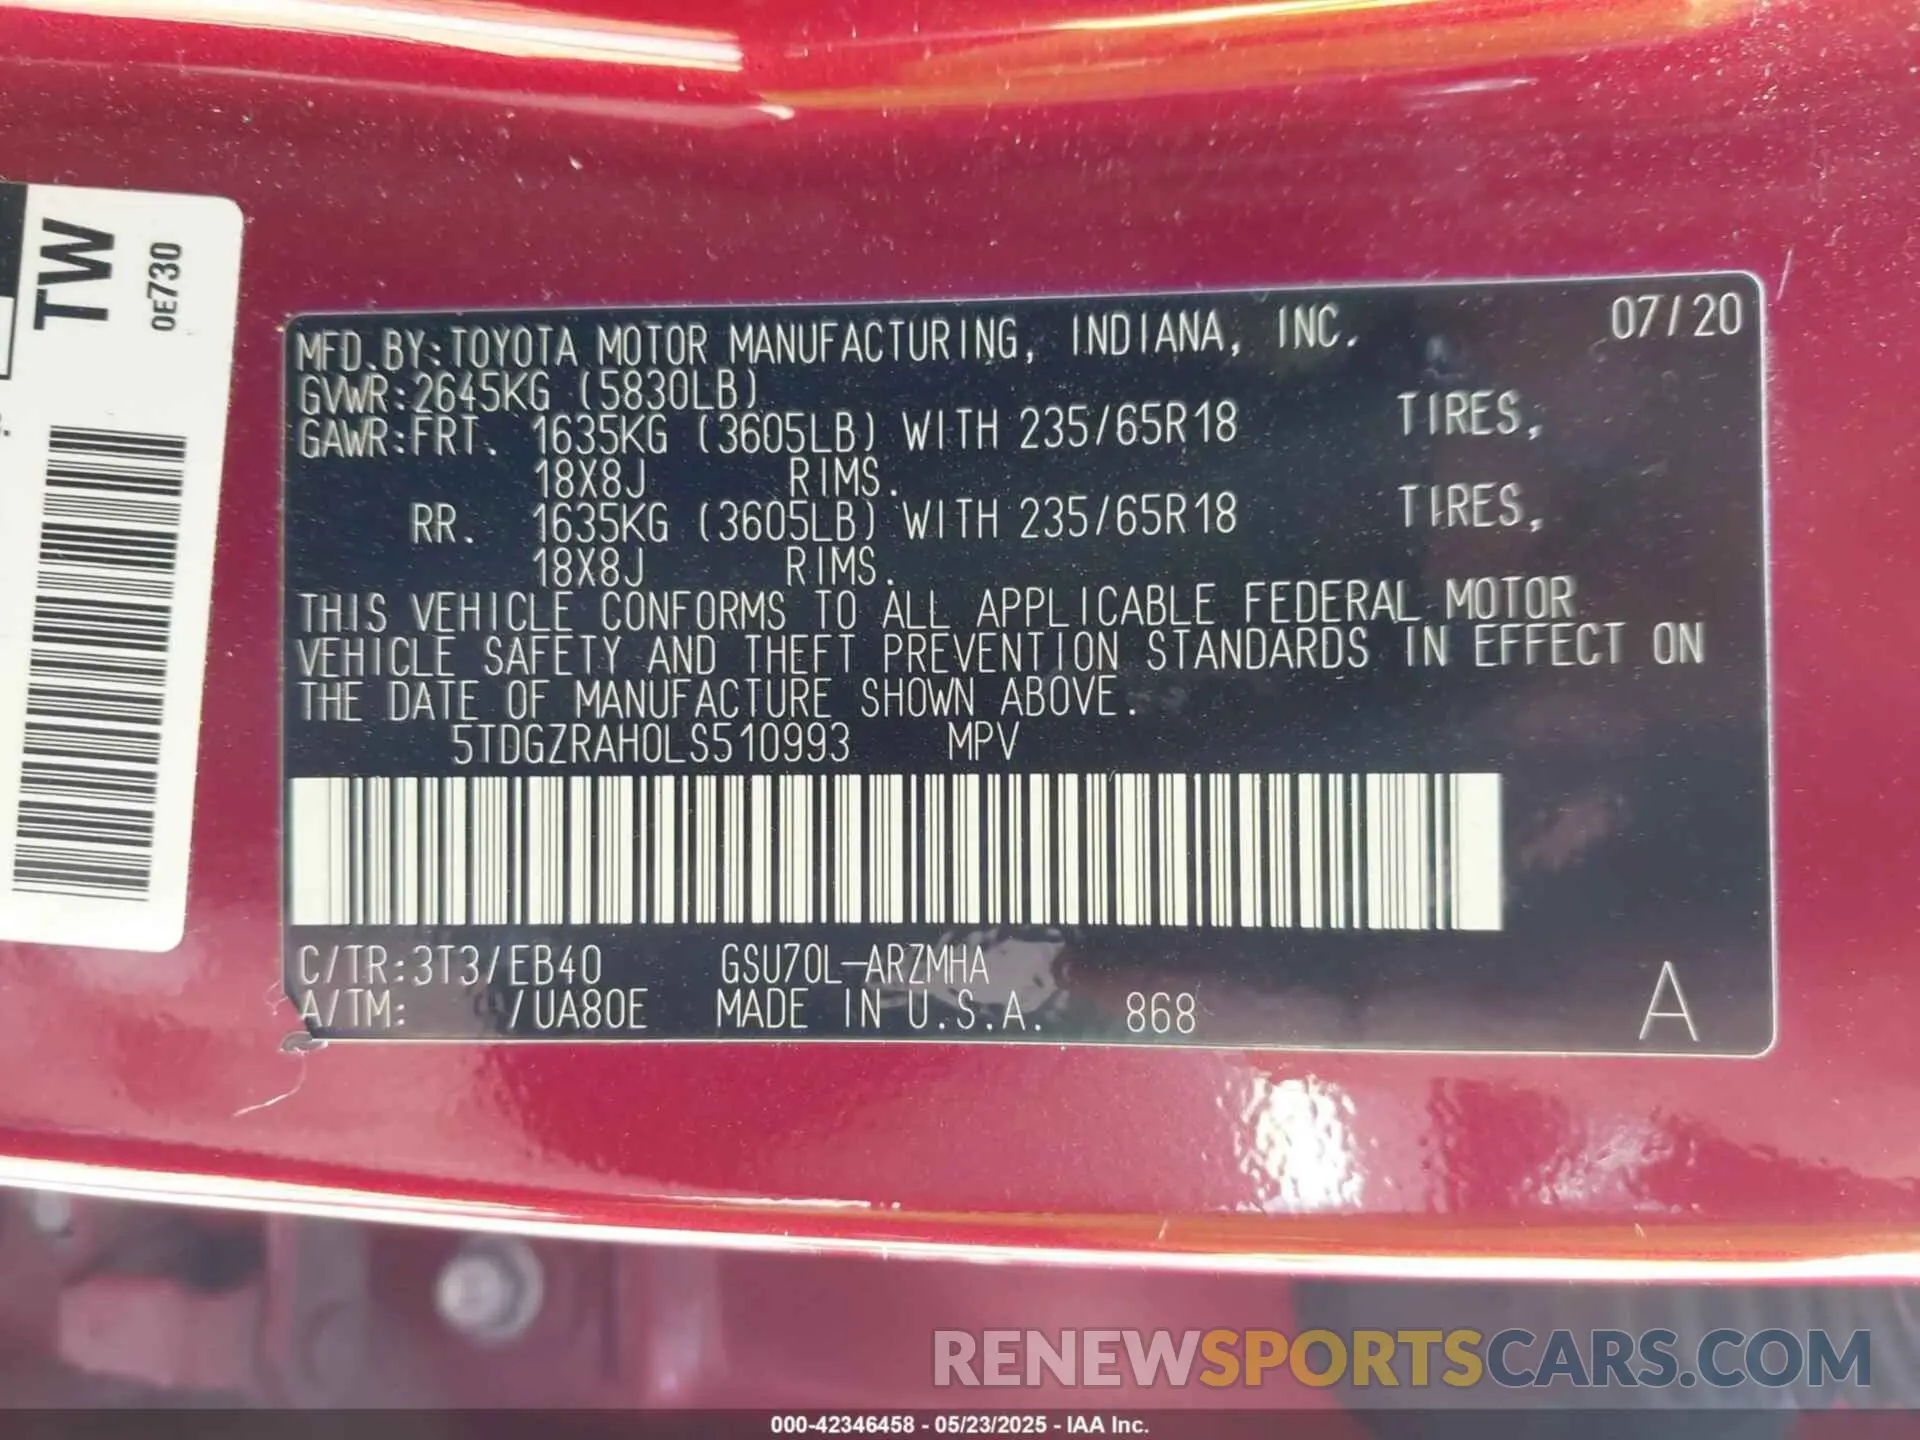 TW
0E730
MFD.BY:TOYOTA MOTOR MANUFACTURING, INDIANA, INC. 07/20
GVWR:2645KG (5830LB)
GAWR:FRT. 1635KG (3605LB) WITH 235/65R18 TIRES,
18X8J RIMS.
RR. 1635KG (3605LB) WITH 235/65R18 TIRES,
18X8J RIMS.
THIS VEHICLE CONFORMS TO ALL APPLICABLE FEDERAL MOTOR
VEHICLE SAFETY AND THEFT PREVENTION STANDARDS IN EFFECT ON
THE DATE OF MANUFACTURE SHOWN ABOVE.
5TDGZRAH0LS510993 MPV
C/TR:3T3/EB40 GSU70L-ARZMHA
A/TM: /UA80E MADE IN U.S.A. 868
A
RENEWSPORTSCARS.COM
000-42346458 - 05/23/2025 - IAA Inc.